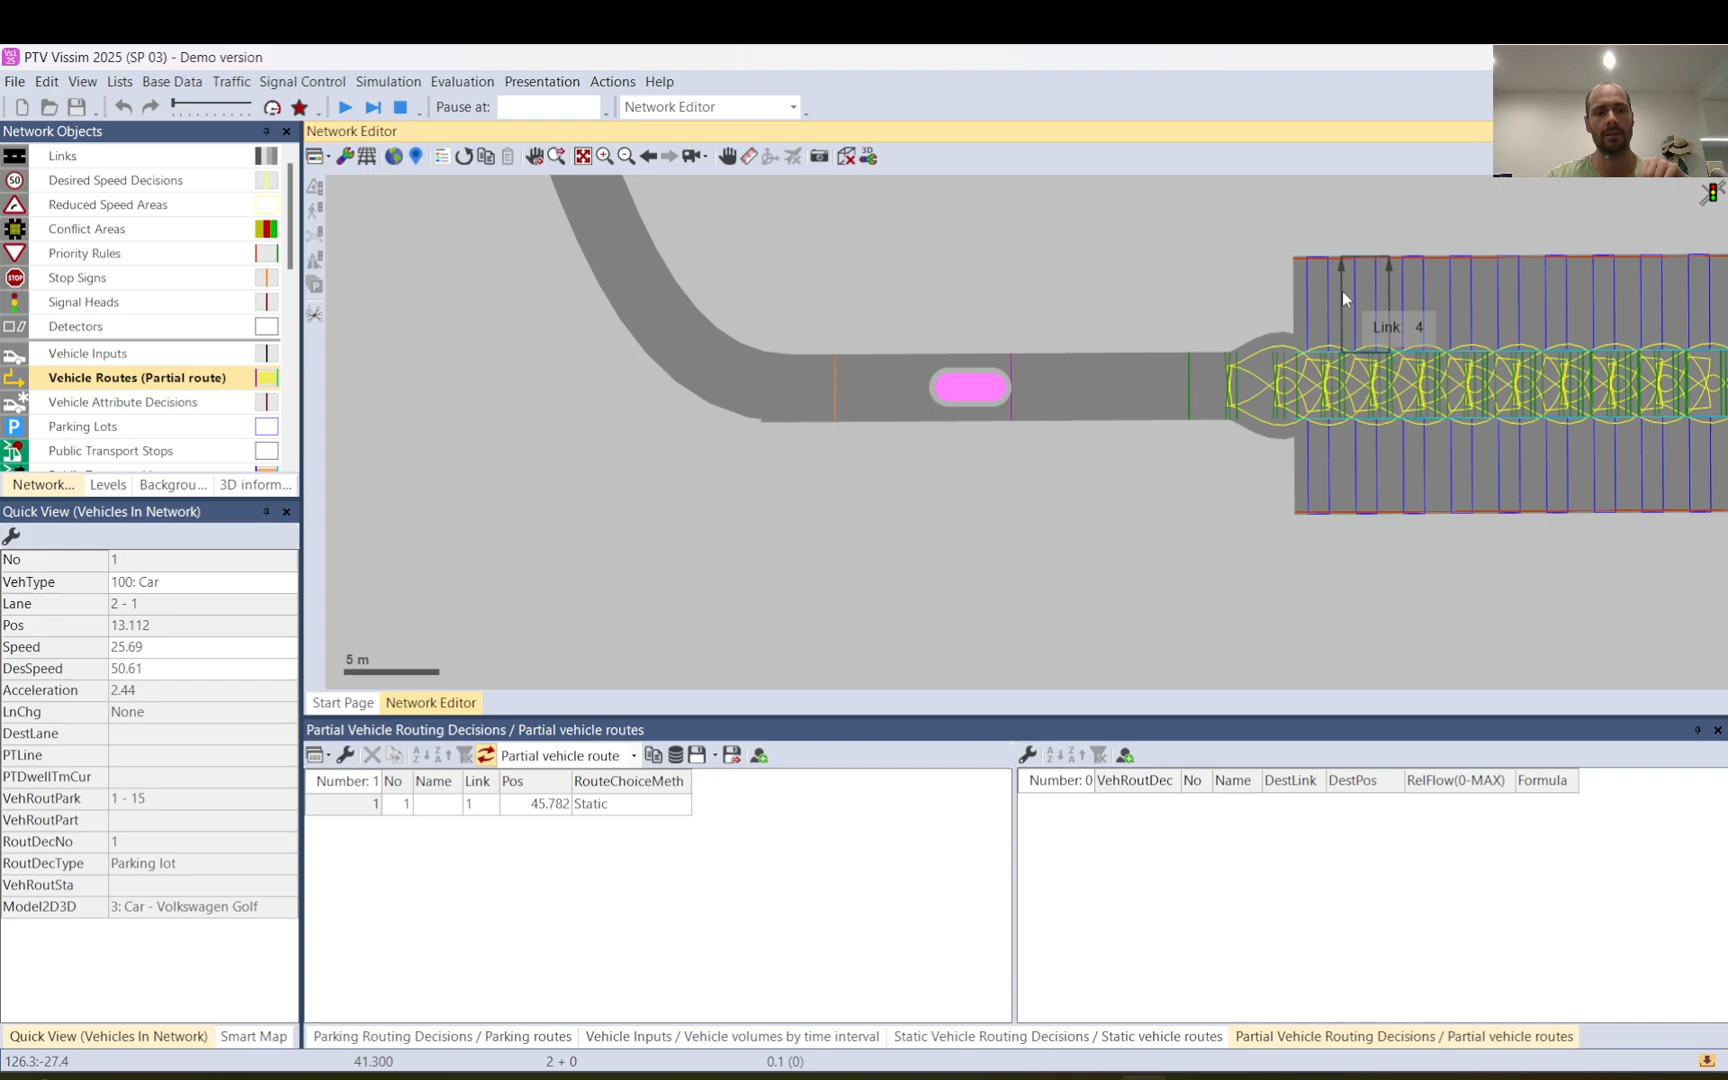 PTV Vissim 2025 (SP 03) - Demo version
File Edit View Lists Base Data Traffic Signal Control Simulation Evaluation Presentation Actions Help
Pause at: Network Editor
Network Objects
Network Editor
Links
50 Desired Speed Decisions
Reduced Speed Areas
Conflict Areas
Priority Rules
STOP Stop Signs
Signal Heads
Detectors
Vehicle Inputs
Vehicle Routes (Partial route)
Vehicle Attribute Decisions
P Parking Lots
Public Transport Stops
Network... Levels Backgrou... 3D inform...
Link: 4
5 m
Start Page Network Editor
Quick View (Vehicles In Network)
No 1
VehType 100: Car
Lane 2 - 1
Pos 13.112
Speed 25.69
DesSpeed 50.61
Acceleration 2.44
LnChg None
DestLane
PTLine
PTDwellTmCur
VehRoutPark 1 - 15
VehRoutPart
RoutDecNo 1
RoutDecType Parking lot
VehRoutSta
Model2D3D 3: Car - Volkswagen Golf
Quick View (Vehicles In Network) Smart Map
Partial Vehicle Routing Decisions / Partial vehicle routes
Partial vehicle route
Number: 1 No Name Link Pos RouteChoiceMeth
1 1 1 45.782 Static
Number: 0 VehRoutDec No Name DestLink DestPos RelFlow(0-MAX) Formula
Parking Routing Decisions / Parking routes Vehicle Inputs / Vehicle volumes by time interval Static Vehicle Routing Decisions / Static vehicle routes Partial Vehicle Routing Decisions / Partial vehicle routes
126.3:-27.4 41.300 2 + 0 0.1 (0)